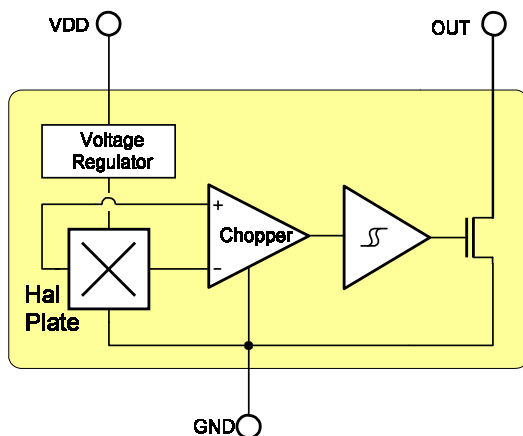 VDD
OUT
Voltage
Regulator
+
Chopper
-
Hal
Plate
GND